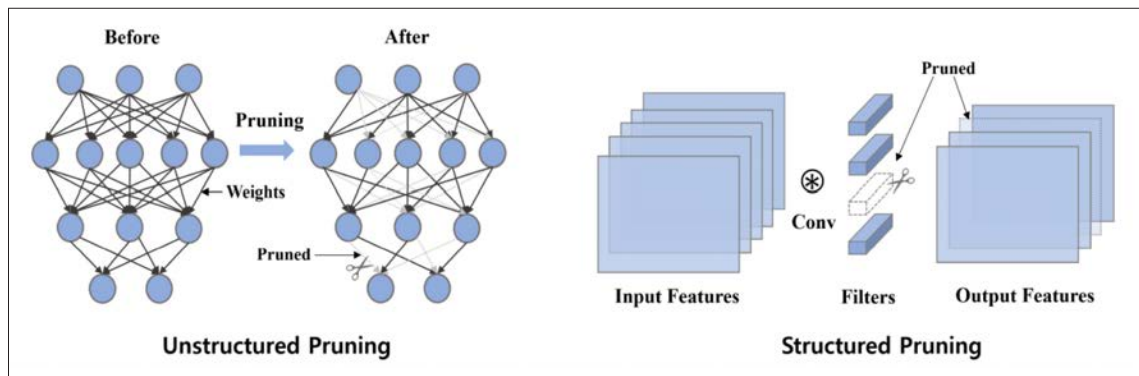 Before
After
Pruning
Weights
Pruned
Unstructured Pruning
Pruned
Conv
Input Features
Filters
Output Features
Structured Pruning